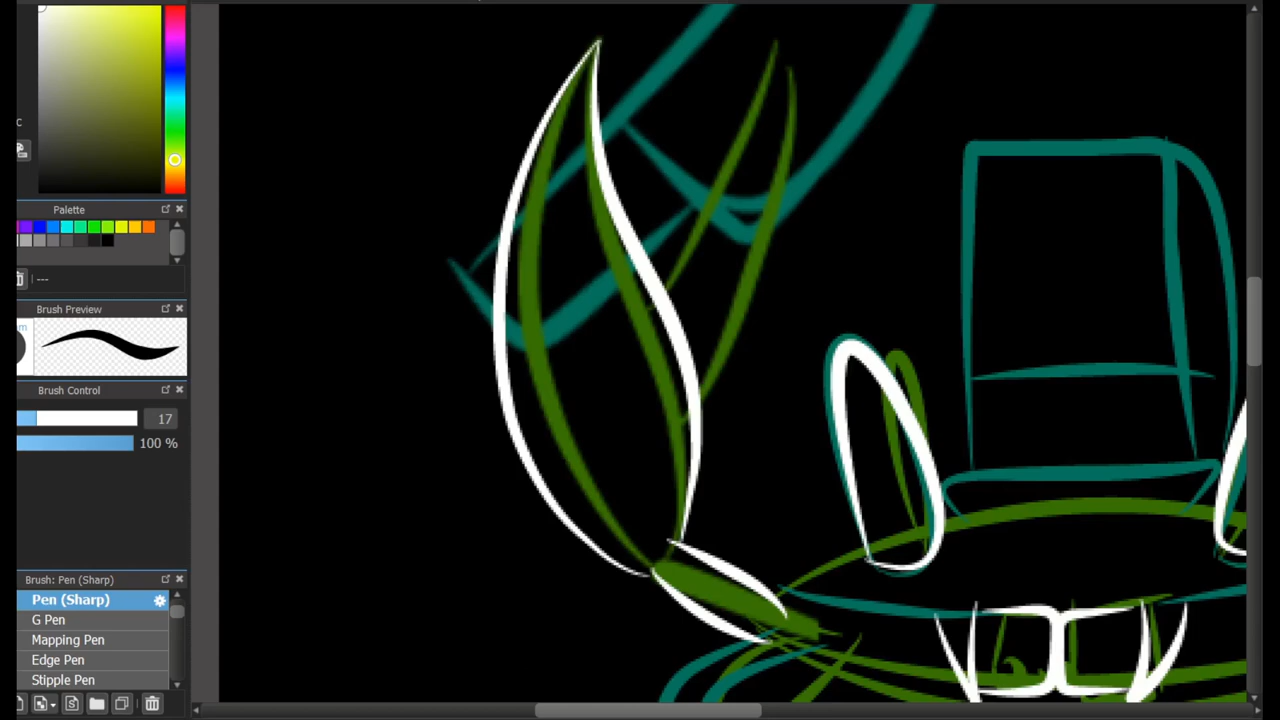 c
Palette
---
Brush Preview
m
Brush Control
17
100 %
Brush: Pen (Sharp)
Pen (Sharp)
G Pen
Mapping Pen
Edge Pen
Stipple Pen